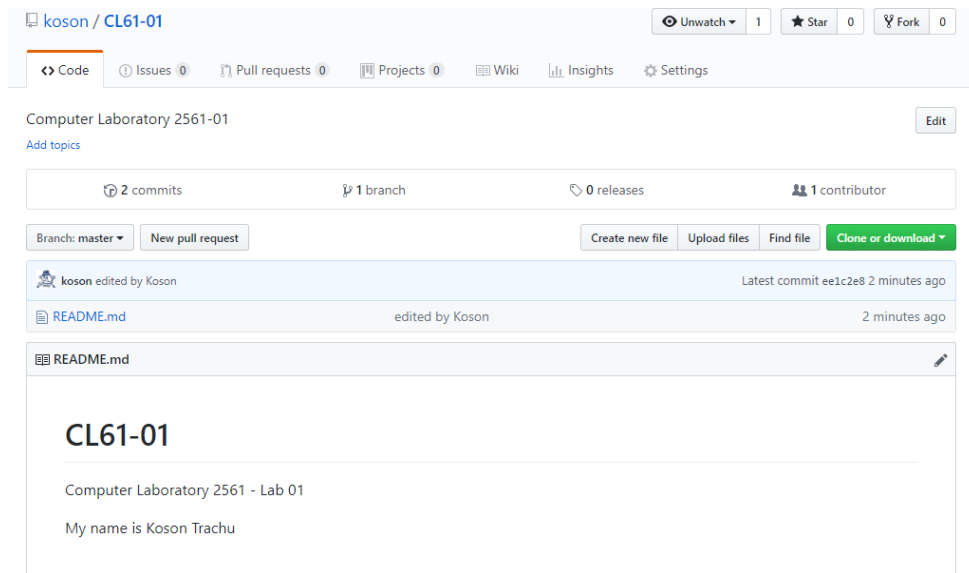 koson / CL61-01 Unwatch 1 Star 0 Fork 0
Code Issues 0 Pull requests 0 Projects 0 Wiki Insights Settings
Computer Laboratory 2561-01 Edit
Add topics
2 commits 1 branch 0 releases 1 contributor
Branch: master New pull request Create new file Upload files Find file Clone or download
koson edited by Koson Latest commit ee1c2e8 2 minutes ago
README.md edited by Koson 2 minutes ago
README.md
CL61-01
Computer Laboratory 2561 - Lab 01
My name is Koson Trachu